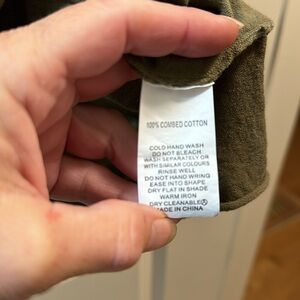 100% COMBED COTTON
COLD HAND WASH
DO NOT BLEACH
WASH SEPARATELY OR
WITH SIMILAR COLOURS
RINSE WELL
DO NOT HAND WRING
EASE INTO SHAPE
DRY FLAT IN SHADE
WARM IRON
DRY CLEANABLE Ⓐ
MADE IN CHINA